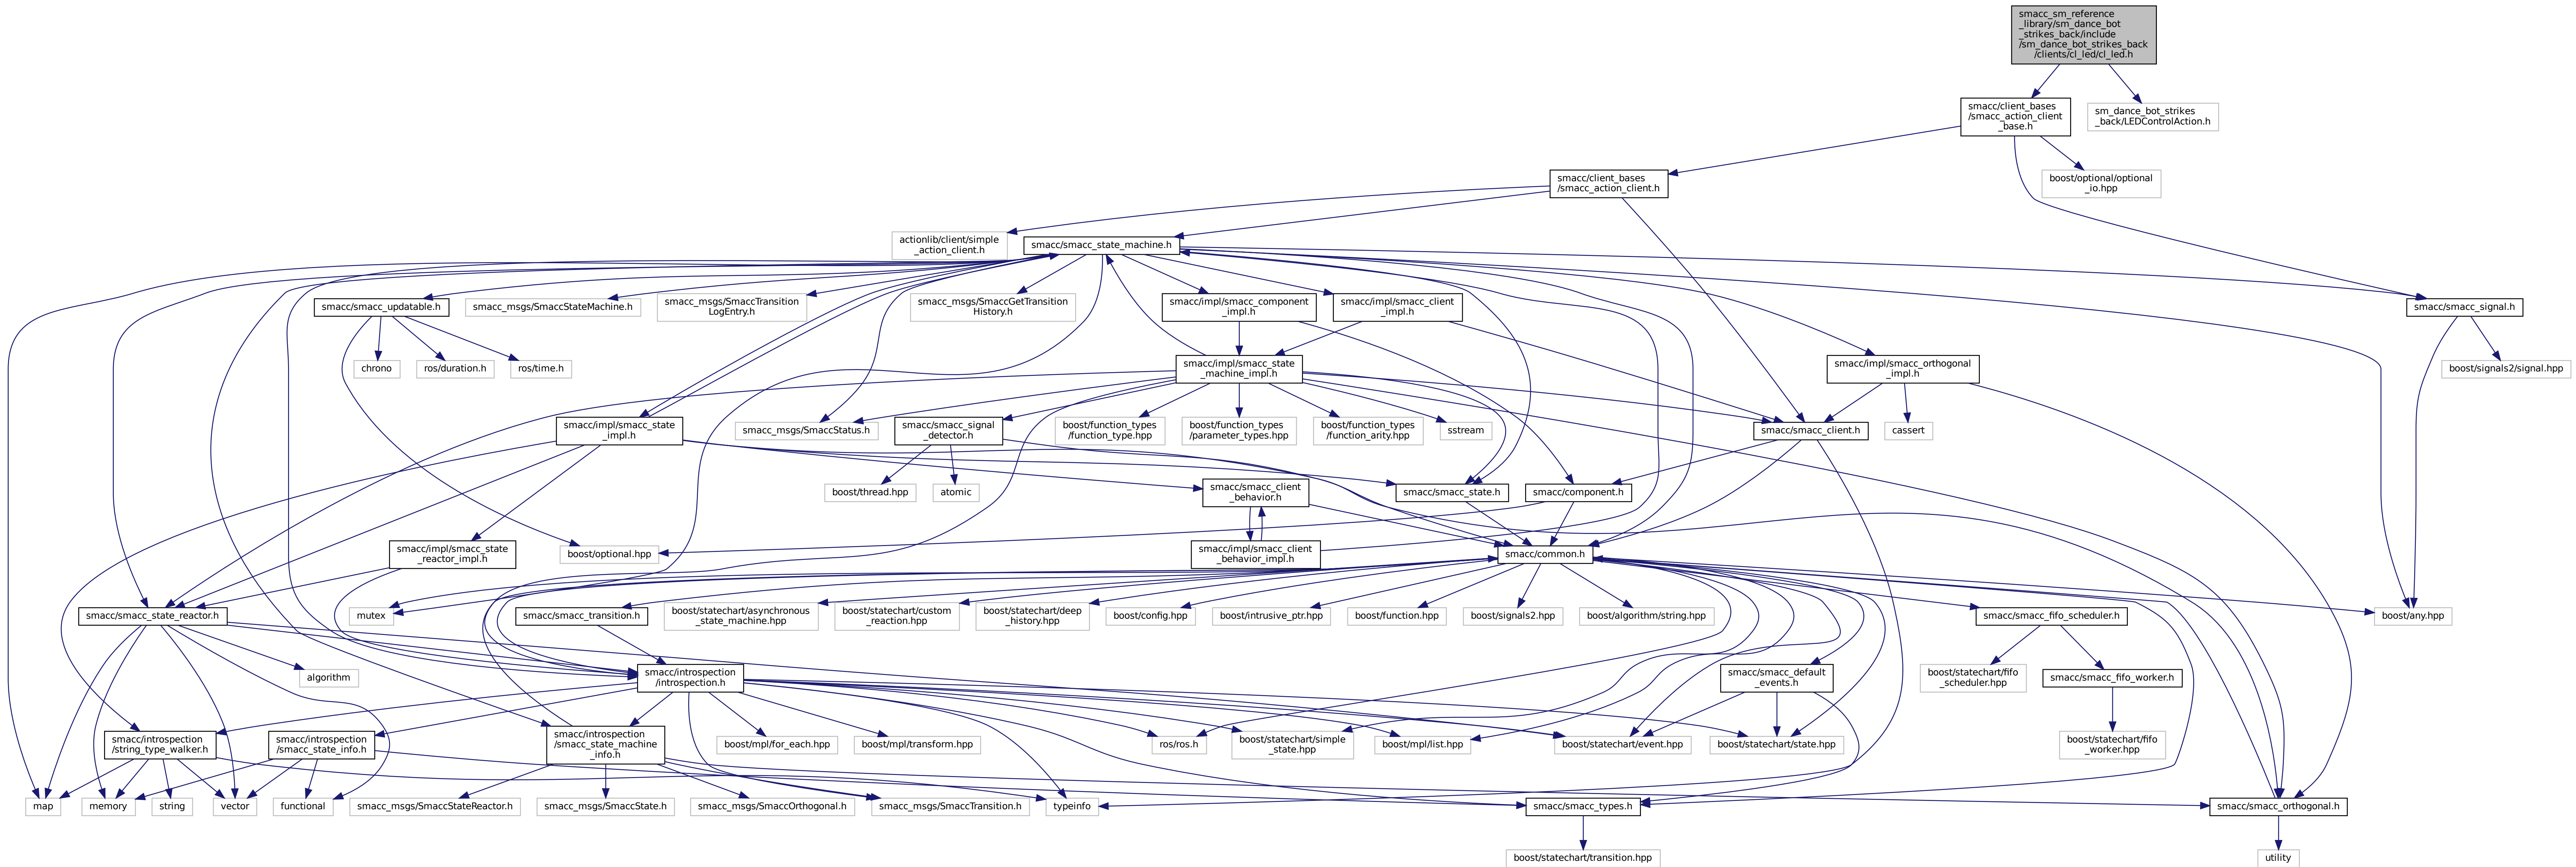 smacc_sm_reference
_library/sm_dance_bot
_strikes_back/include
/sm_dance_bot_strikes_back
/clients/cl_led/cl_led.h
smacc/client_bases
/smacc_action_client
_base.h
sm_dance_bot_strikes
_back/LEDControlAction.h
smacc/client_bases
/smacc_action_client.h
boost/optional/optional
_io.hpp
actionlib/client/simple
_action_client.h
smacc/smacc_state_machine.h
smacc/smacc_updatable.h
smacc_msgs/SmaccStateMachine.h
smacc_msgs/SmaccTransition
LogEntry.h
smacc_msgs/SmaccGetTransition
History.h
smacc/impl/smacc_component
_impl.h
smacc/impl/smacc_client
_impl.h
smacc/smacc_signal.h
chrono
ros/duration.h
ros/time.h
smacc/impl/smacc_state
_machine_impl.h
smacc/impl/smacc_orthogonal
_impl.h
boost/signals2/signal.hpp
smacc/impl/smacc_state
_impl.h
smacc_msgs/SmaccStatus.h
smacc/smacc_signal
_detector.h
boost/function_types
/function_type.hpp
boost/function_types
/parameter_types.hpp
boost/function_types
/function_arity.hpp
sstream
smacc/smacc_client.h
cassert
boost/thread.hpp
atomic
smacc/smacc_client
_behavior.h
smacc/smacc_state.h
smacc/component.h
smacc/impl/smacc_state
_reactor_impl.h
boost/optional.hpp
smacc/impl/smacc_client
_behavior_impl.h
smacc/common.h
smacc/smacc_state_reactor.h
mutex
smacc/smacc_transition.h
boost/statechart/asynchronous
_state_machine.hpp
boost/statechart/custom
_reaction.hpp
boost/statechart/deep
_history.hpp
boost/config.hpp
boost/intrusive_ptr.hpp
boost/function.hpp
boost/signals2.hpp
boost/algorithm/string.hpp
smacc/smacc_fifo_scheduler.h
boost/any.hpp
algorithm
smacc/introspection
/introspection.h
smacc/smacc_default
_events.h
boost/statechart/fifo
_scheduler.hpp
smacc/smacc_fifo_worker.h
smacc/introspection
/string_type_walker.h
smacc/introspection
/smacc_state_info.h
smacc/introspection
/smacc_state_machine
_info.h
boost/mpl/for_each.hpp
boost/mpl/transform.hpp
ros/ros.h
boost/statechart/simple
_state.hpp
boost/mpl/list.hpp
boost/statechart/event.hpp
boost/statechart/state.hpp
boost/statechart/fifo
_worker.hpp
map
memory
string
vector
functional
smacc_msgs/SmaccStateReactor.h
smacc_msgs/SmaccState.h
smacc_msgs/SmaccOrthogonal.h
smacc_msgs/SmaccTransition.h
typeinfo
smacc/smacc_types.h
smacc/smacc_orthogonal.h
boost/statechart/transition.hpp
utility